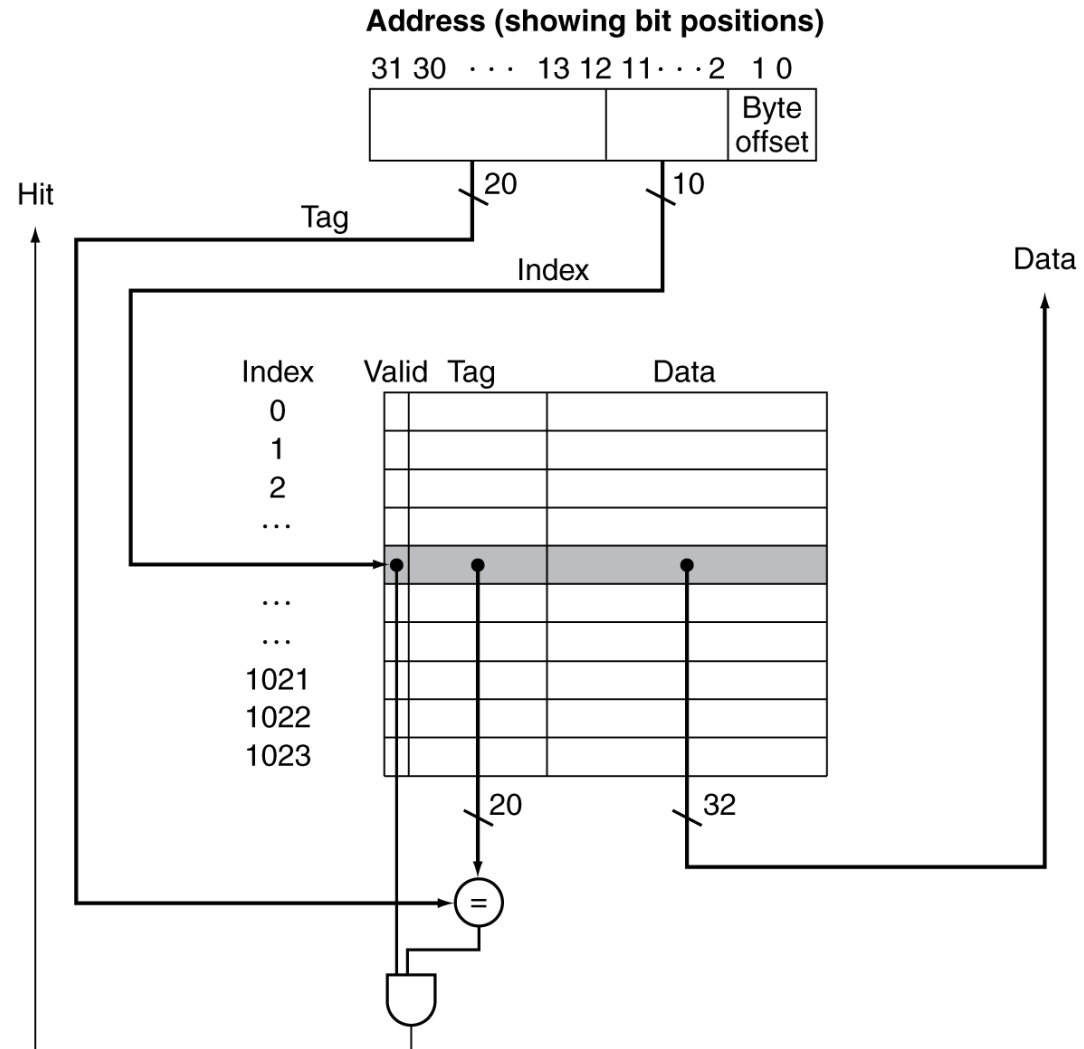 Address (showing bit positions)
31 30 · · · 13 12 11 · · · 2 1 0
Byte
offset
20 10
Hit
Tag
Data
Index
Index Valid Tag Data
0
1
2
···
···
···
1021
1022
1023
20 32
=